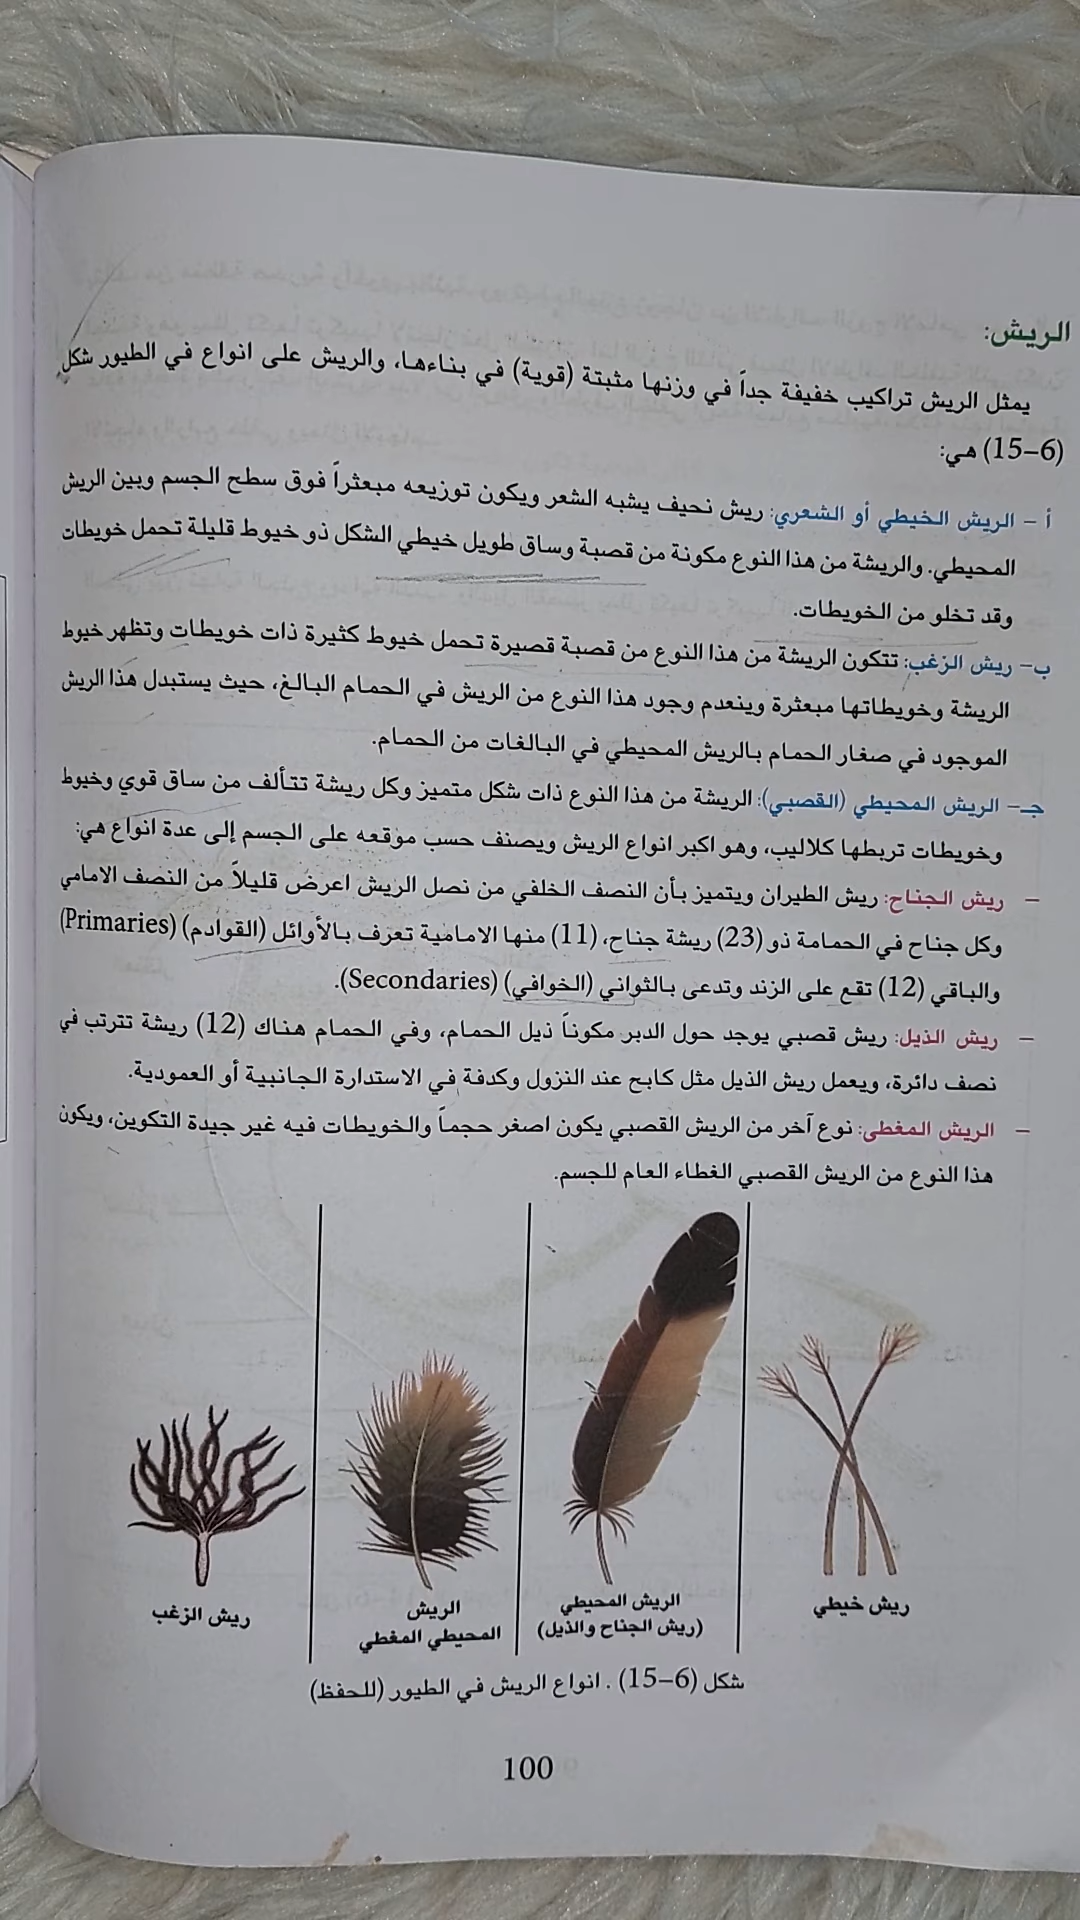 الريش:
يمثل الريش تراكيب خفيفة جداً في وزنها مثبتة (قوية) في بناءها، والريش على انواع في الطيور شكل
(6–15) هي:
أ – الريش الخيطي أو الشعري: ريش نحيف يشبه الشعر ويكون توزيعه مبعثراً فوق سطح الجسم وبين الريش
المحيطي. والريشة من هذا النوع مكونة من قصبة وساق طويل خيطي الشكل ذو خيوط قليلة تحمل خويطات
وقد تخلو من الخويطات.
ب– ريش الزغب: تتكون الريشة من هذا النوع من قصبة قصيرة تحمل خيوط كثيرة ذات خويطات وتظهر خيوط
الريشة وخويطاتها مبعثرة وينعدم وجود هذا النوع من الريش في الحمام البالغ، حيث يستبدل هذا الريش
الموجود في صغار الحمام بالريش المحيطي في البالغات من الحمام.
جـ– الريش المحيطي (القصبي): الريشة من هذا النوع ذات شكل متميز وكل ريشة تتألف من ساق قوي وخيوط
وخويطات تربطها كلاليب، وهو اكبر انواع الريش ويصنف حسب موقعه على الجسم إلى عدة انواع هي:
– ريش الجناح: ريش الطيران ويتميز بأن النصف الخلفي من نصل الريش اعرض قليلاً من النصف الامامي
وكل جناح في الحمامة ذو (23) ريشة جناح، (11) منها الامامية تعرف بالأوائل (القوادم) (Primaries)
والباقي (12) تقع على الزند وتدعى بالثواني (الخوافي) (Secondaries).
– ريش الذيل: ريش قصبي يوجد حول الدبر مكوناً ذيل الحمام، وفي الحمام هناك (12) ريشة تترتب في
نصف دائرة، ويعمل ريش الذيل مثل كابح عند النزول وكدفة في الاستدارة الجانبية أو العمودية.
– الريش المغطي: نوع آخر من الريش القصبي يكون اصغر حجماً والخويطات فيه غير جيدة التكوين، ويكون
هذا النوع من الريش القصبي الغطاء العام للجسم.
ريش خيطي
الريش المحيطي
(ريش الجناح والذيل)
الريش
المحيطي المغطي
ريش الزغب
شكل (6–15) . انواع الريش في الطيور (للحفظ)
100